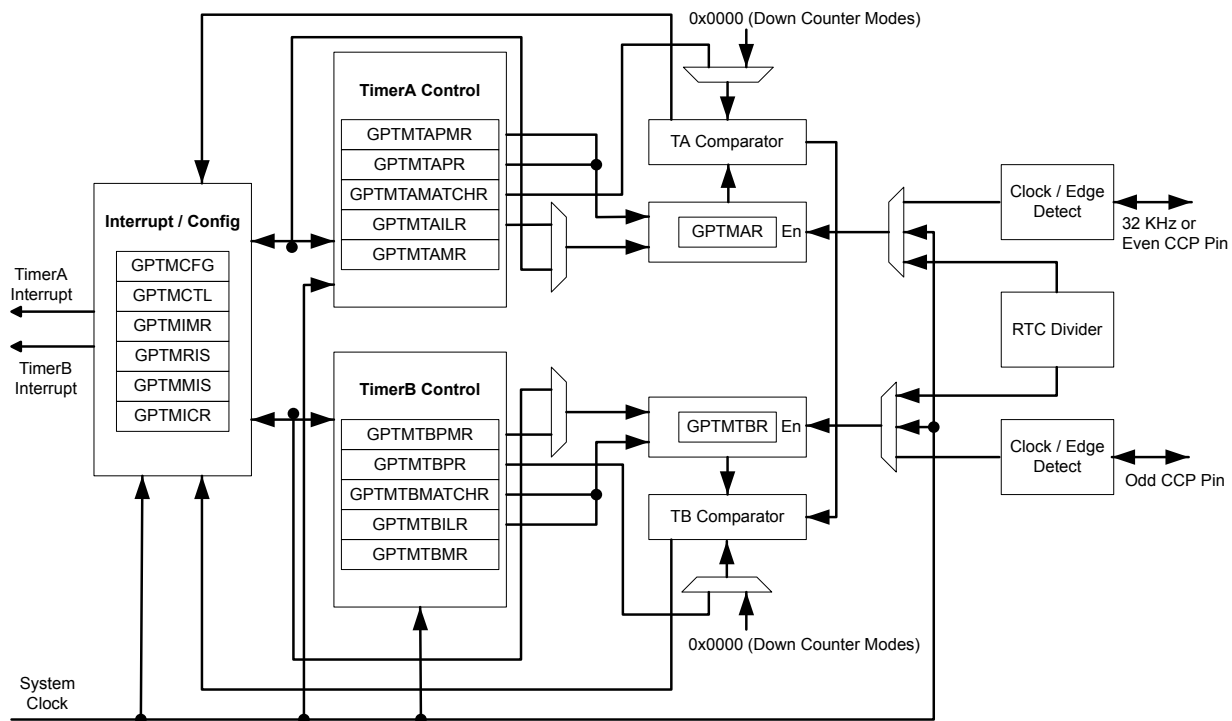 0x0000 (Down Counter Modes)
TimerA Control
GPTMTAPMR
GPTMTAPR
GPTMTAMATCHR
GPTMTAILR
GPTMTAMR
TA Comparator
GPTMAR
En
Clock / Edge
Detect
32 KHz or
Even CCP Pin
Interrupt / Config
GPTMCFG
GPTMCTL
GPTMIMR
GPTMRIS
GPTMMIS
GPTMICR
TimerA
Interrupt
TimerB
Interrupt
RTC Divider
TimerB Control
GPTMTBPMR
GPTMTBPR
GPTMTBMATCHR
GPTMTBILR
GPTMTBMR
GPTMTBR
En
TB Comparator
Clock / Edge
Detect
Odd CCP Pin
0x0000 (Down Counter Modes)
System
Clock